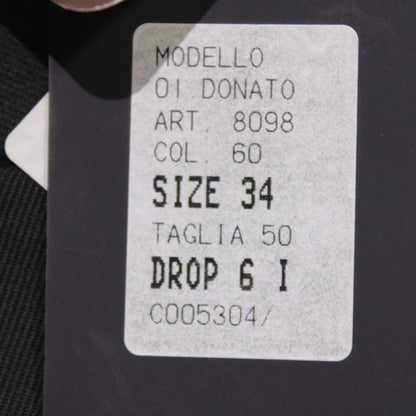 MODELLO
01 DONATO
ART. 8098
COL. 60
SIZE 34
TAGLIA 50
DROP 6 I
C005304/